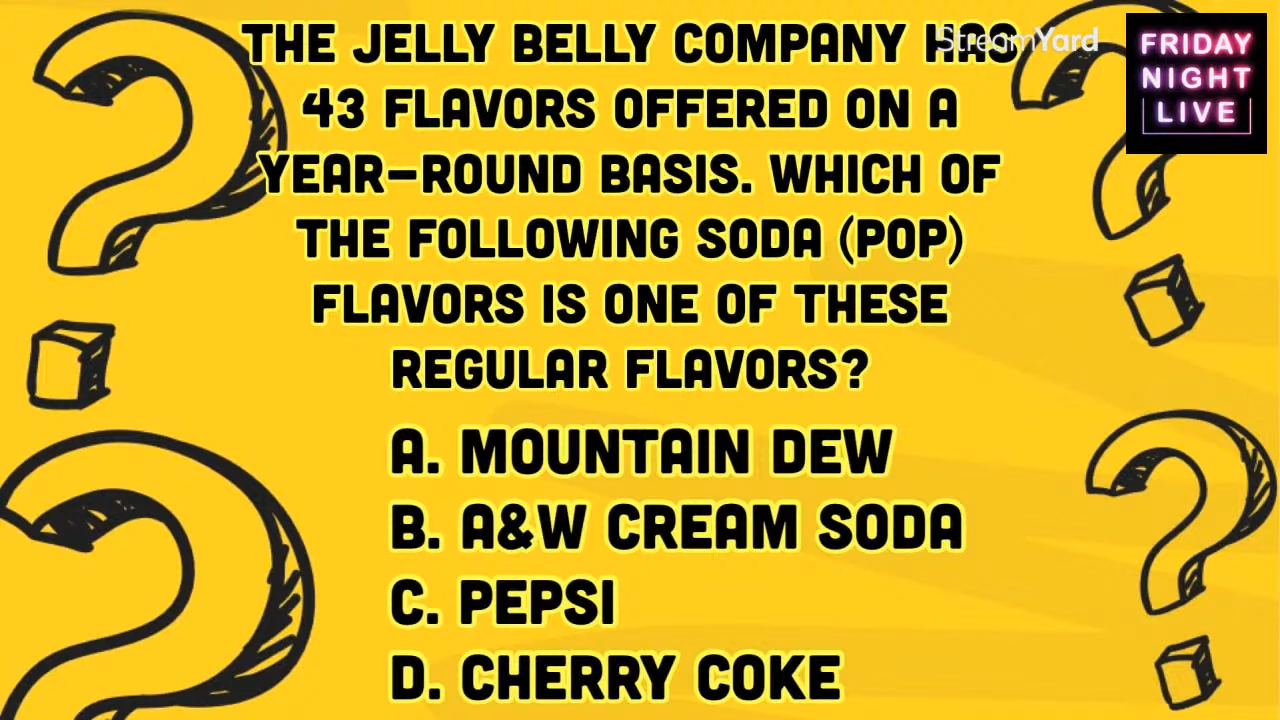 THE JELLY BELLY COMPANY HAS
43 FLAVORS OFFERED ON A
YEAR-ROUND BASIS. WHICH OF
THE FOLLOWING SODA (POP)
FLAVORS IS ONE OF THESE
REGULAR FLAVORS?
A. MOUNTAIN DEW
B. A&W CREAM SODA
C. PEPSI
D. CHERRY COKE
StreamYard
FRIDAY
NIGHT
LIVE